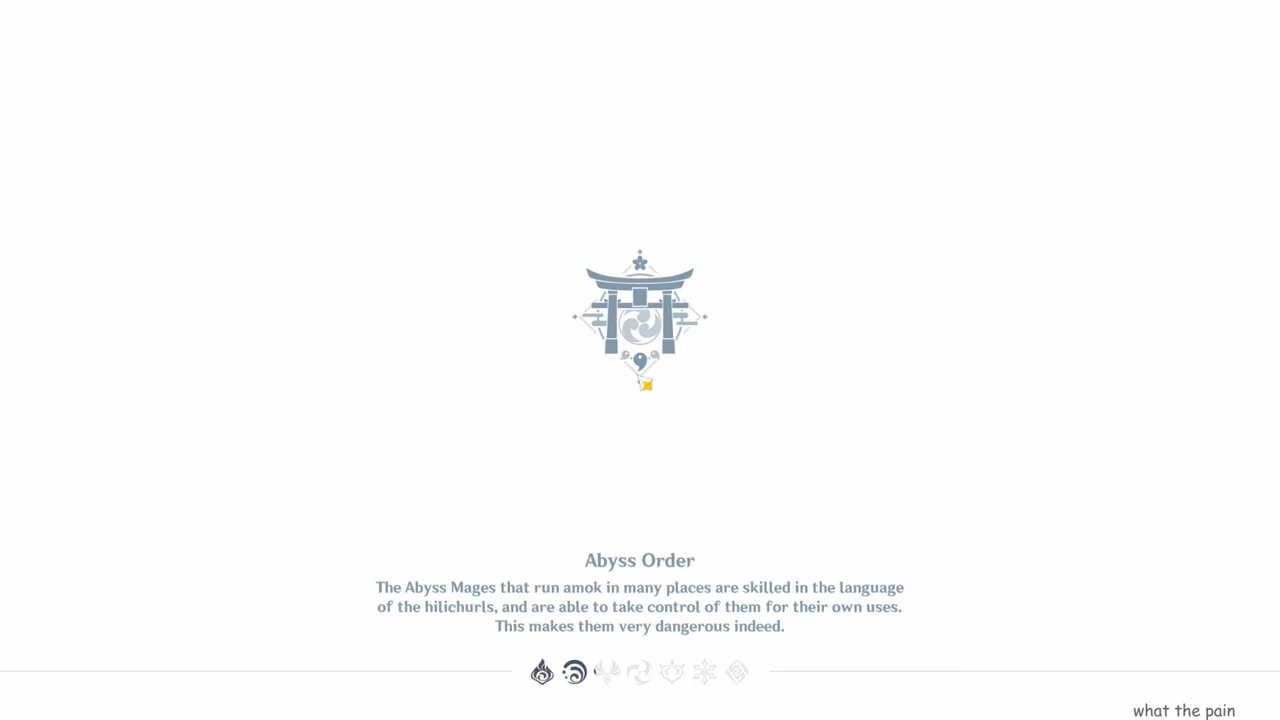 Abyss Order
The Abyss Mages that run amok in many places are skilled in the language
of the hilichurls, and are able to take control of them for their own uses.
This makes them very dangerous indeed.
what the pain